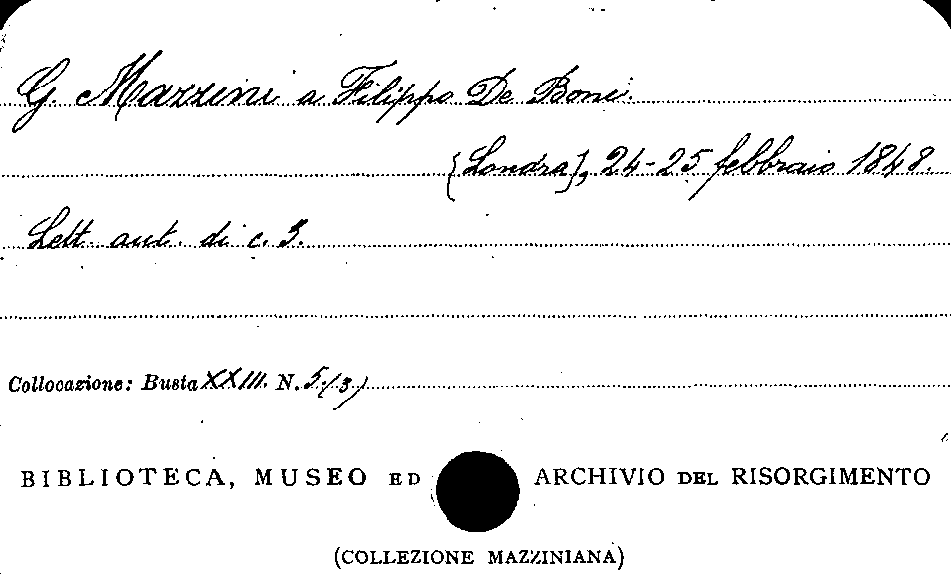 G. Mazzini a Filippo De Boni.
[Londra], 24-25 febbraio 1848.
Lett. aut. di c. 3.
Collocazione: Busta XXIII. N. 5(3)
BIBLIOTECA, MUSEO ED ARCHIVIO DEL RISORGIMENTO
(COLLEZIONE MAZZINIANA)